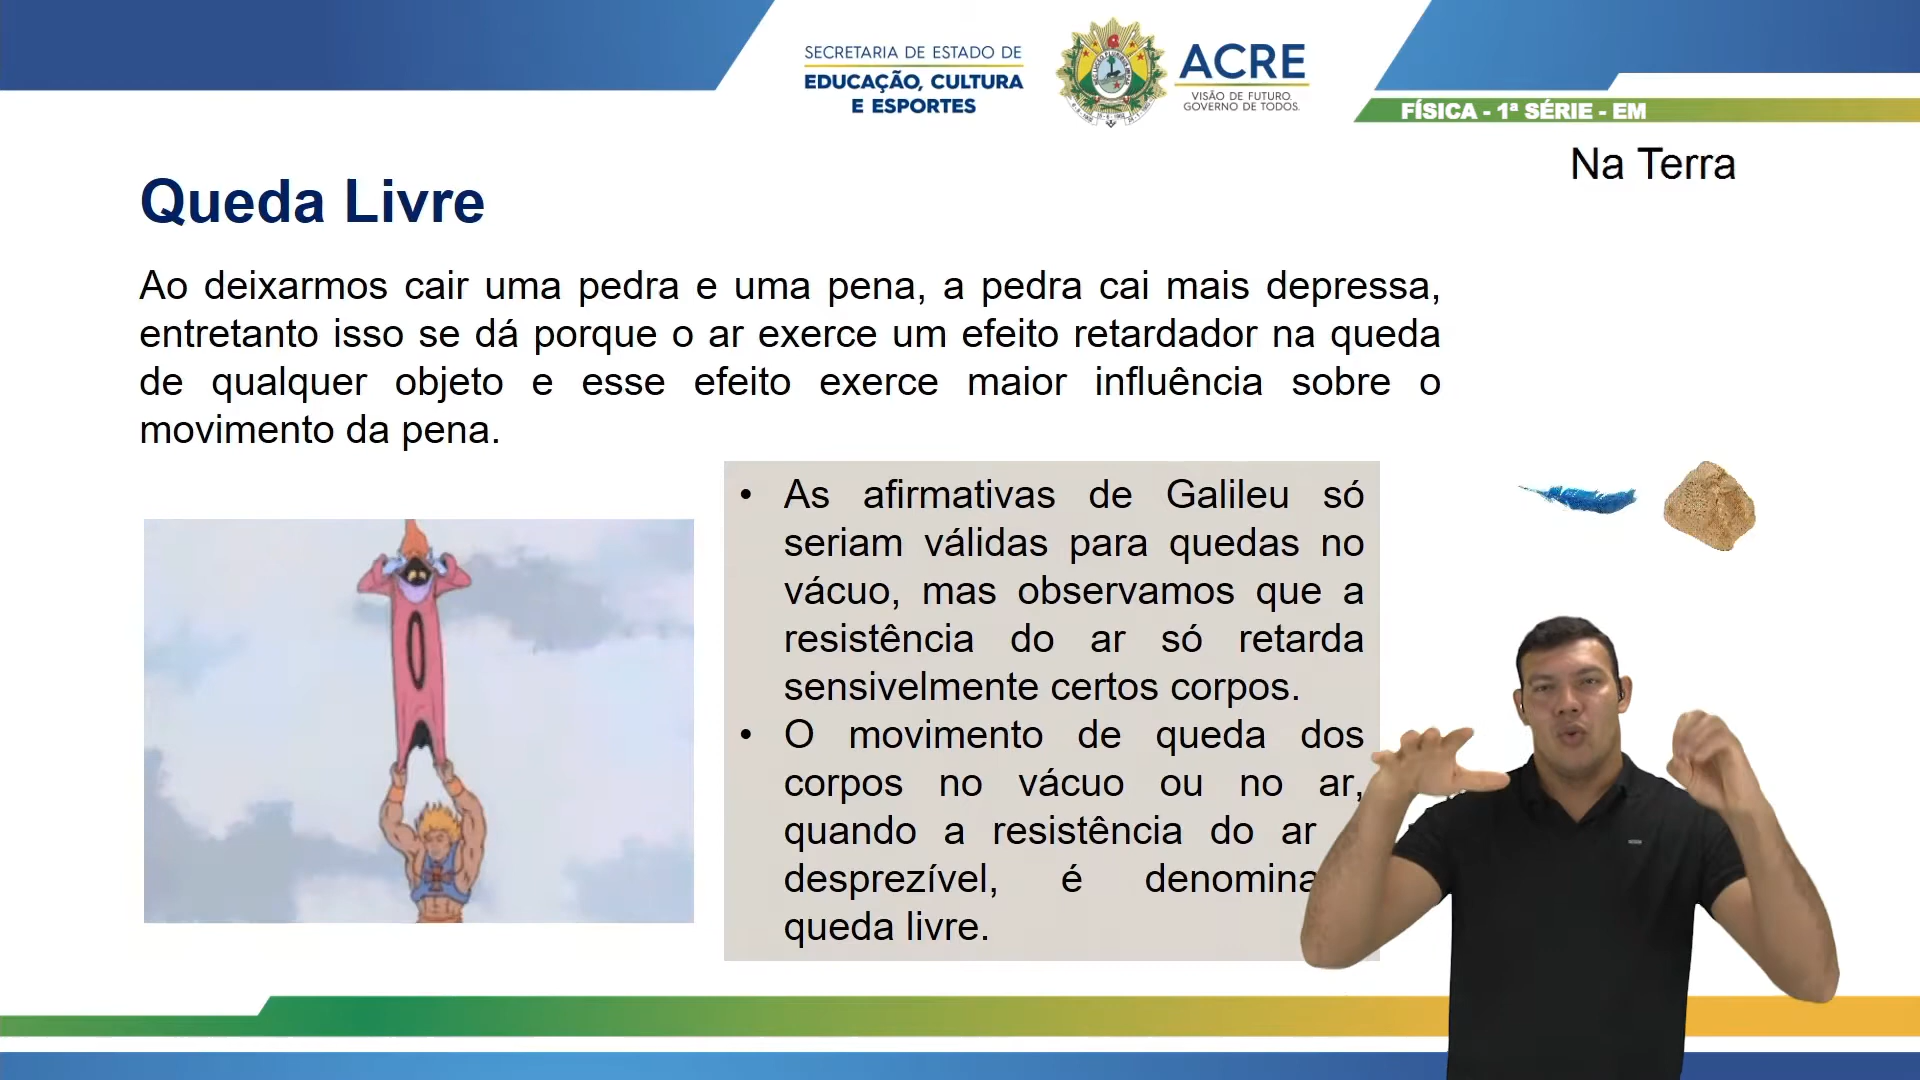 SECRETARIA DE ESTADO DE
EDUCAÇÃO, CULTURA
E ESPORTES
ACRE
VISÃO DE FUTURO.
GOVERNO DE TODOS.
FÍSICA - 1ª SÉRIE - EM
Na Terra
Queda Livre
Ao deixarmos cair uma pedra e uma pena, a pedra cai mais depressa,
entretanto isso se dá porque o ar exerce um efeito retardador na queda
de qualquer objeto e esse efeito exerce maior influência sobre o
movimento da pena.
• As afirmativas de Galileu só
seriam válidas para quedas no
vácuo, mas observamos que a
resistência do ar só retarda
sensivelmente certos corpos.
• O movimento de queda dos
corpos no vácuo ou no ar,
quando a resistência do ar
desprezível, é denomina
queda livre.